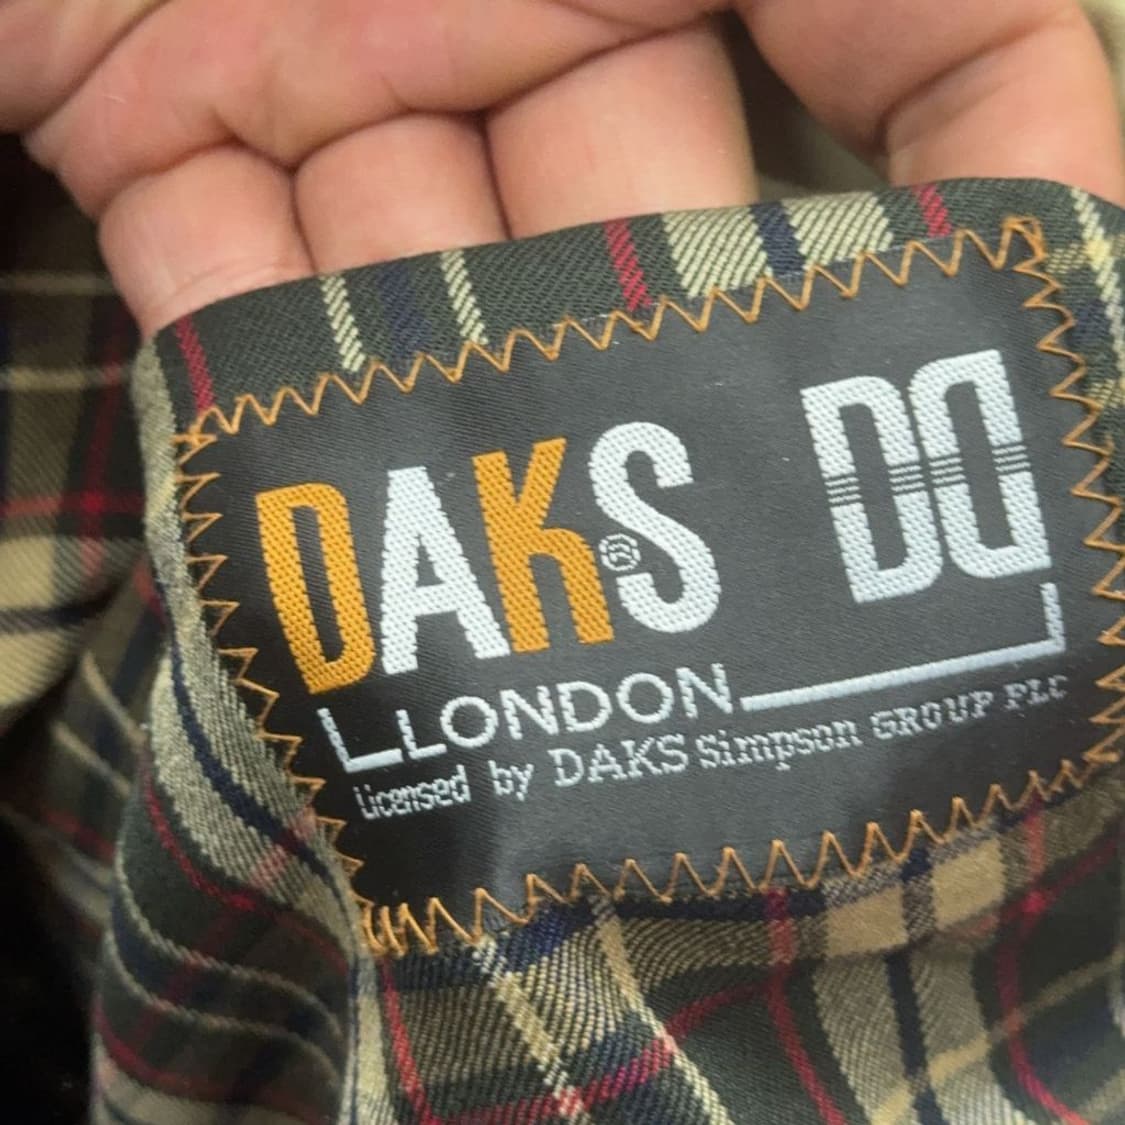 DAKS® DD
LONDON
Licensed by DAKS Simpson GROUP PLC